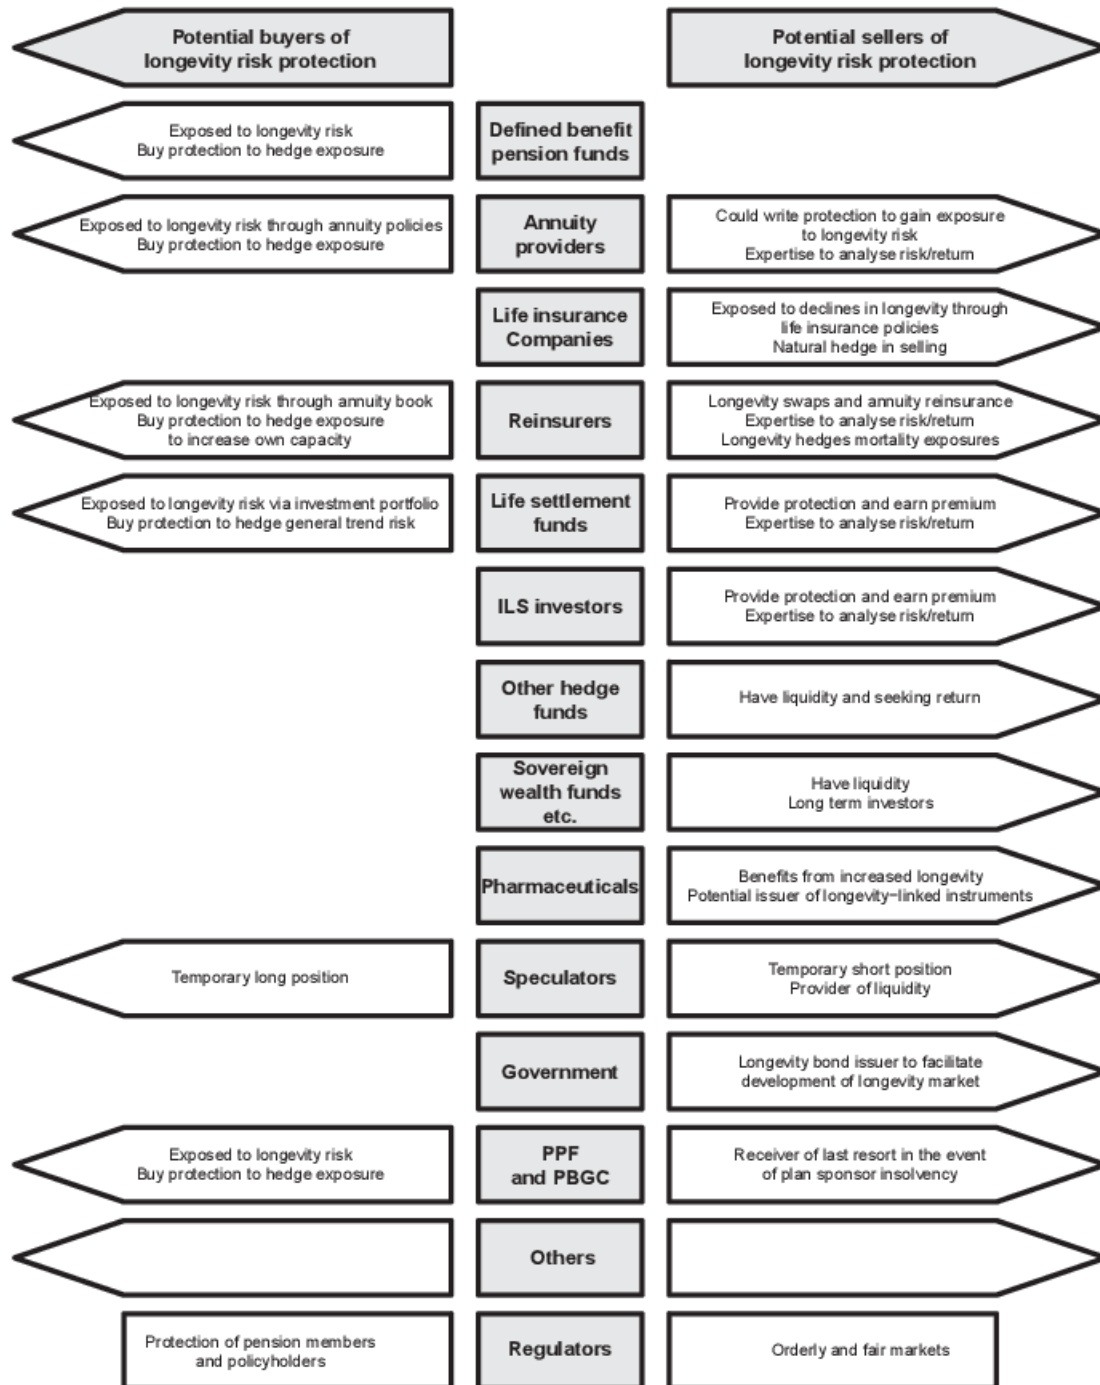 Potential buyers of
longevity risk protection
Potential sellers of
longevity risk protection
Exposed to longevity risk
Buy protection to hedge exposure
Defined benefit
pension funds
Exposed to longevity risk through annuity policies
Buy protection to hedge exposure
Annuity
providers
Could write protection to gain exposure
to longevity risk
Expertise to analyse risk/return
Life insurance
Companies
Exposed to declines in longevity through
life insurance policies
Natural hedge in selling
Exposed to longevity risk through annuity book
Buy protection to hedge exposure
to increase own capacity
Reinsurers
Longevity swaps and annuity reinsurance
Expertise to analyse risk/return
Longevity hedges mortality exposures
Exposed to longevity risk via investment portfolio
Buy protection to hedge general trend risk
Life settlement
funds
Provide protection and earn premium
Expertise to analyse risk/return
ILS investors
Provide protection and earn premium
Expertise to analyse risk/return
Other hedge
funds
Have liquidity and seeking return
Sovereign
wealth funds
etc.
Have liquidity
Long term investors
Pharmaceuticals
Benefits from increased longevity
Potential issuer of longevity−linked instruments
Temporary long position
Speculators
Temporary short position
Provider of liquidity
Government
Longevity bond issuer to facilitate
development of longevity market
Exposed to longevity risk
Buy protection to hedge exposure
PPF
and PBGC
Receiver of last resort in the event
of plan sponsor insolvency
Others
Protection of pension members
and policyholders
Regulators
Orderly and fair markets